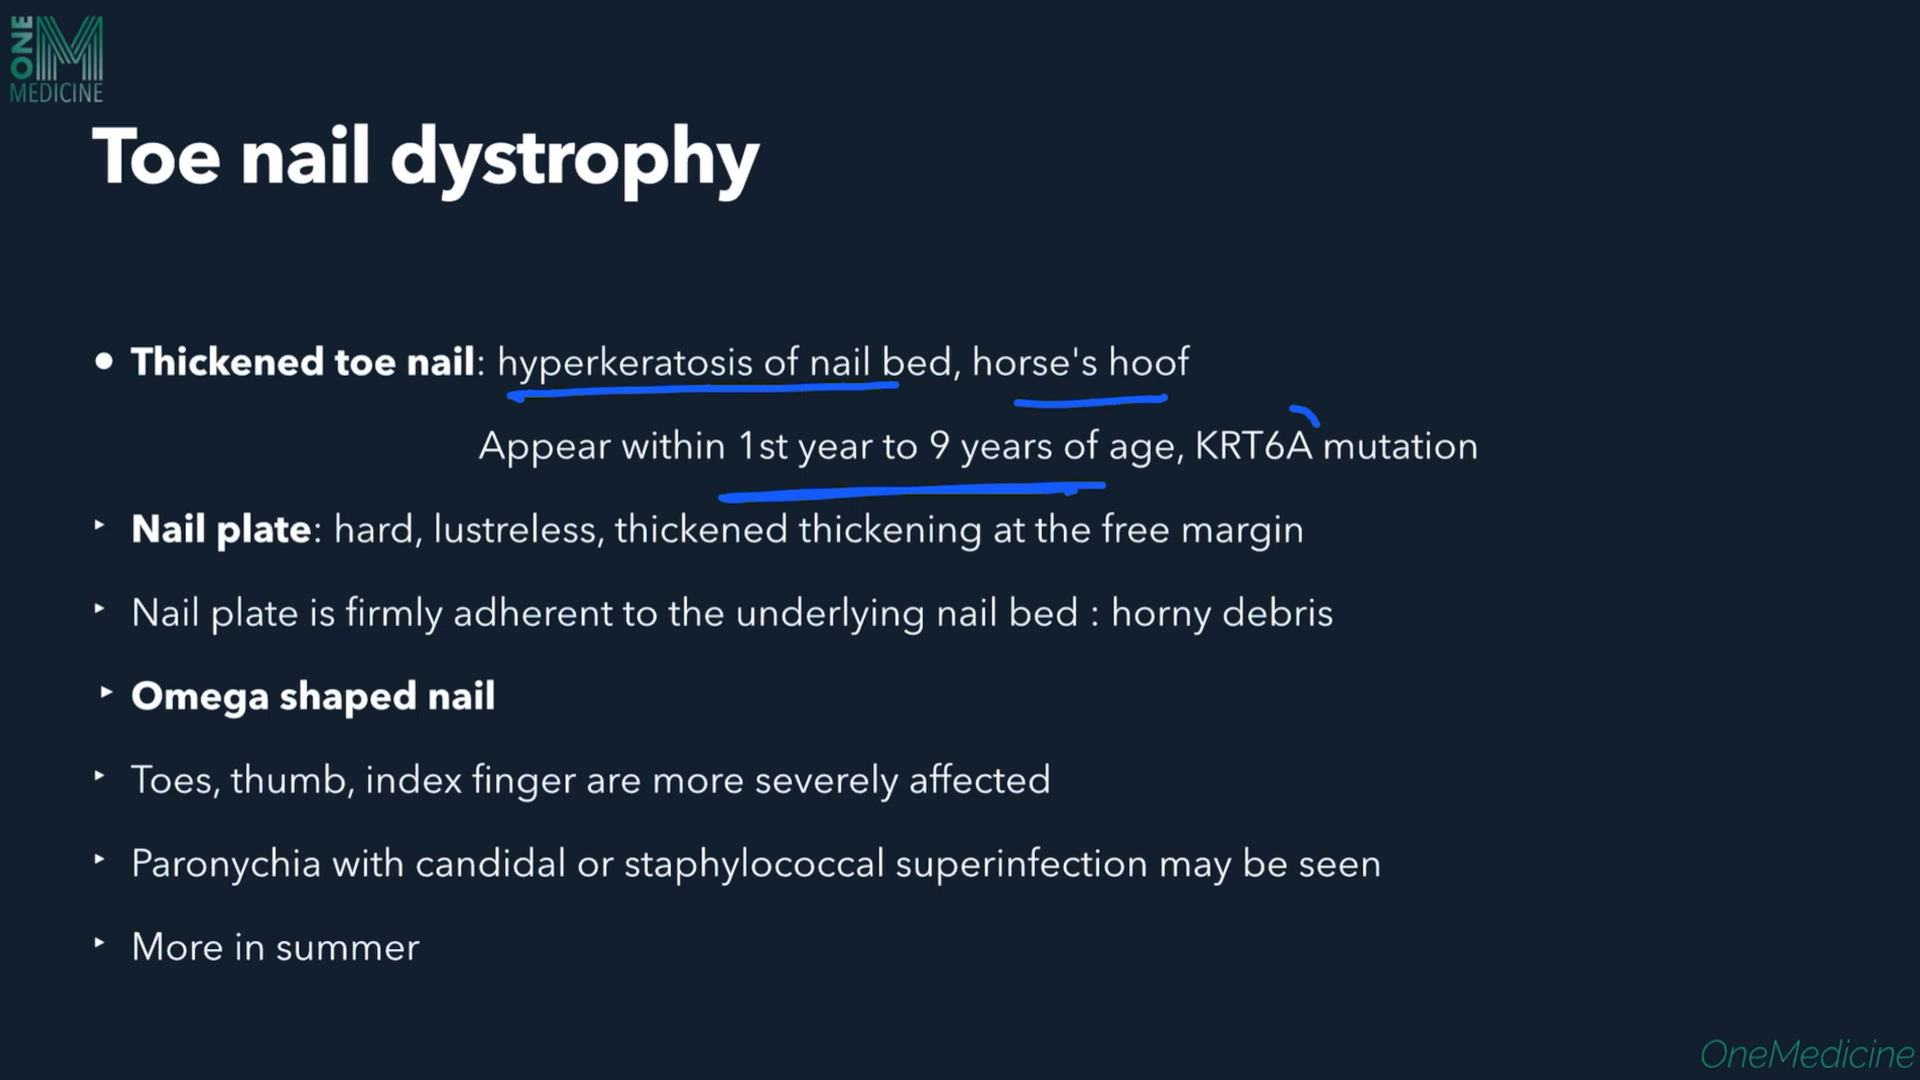 ONE
M
MEDICINE
Toe nail dystrophy
● Thickened toe nail: hyperkeratosis of nail bed, horse's hoof
Appear within 1st year to 9 years of age, KRT6A mutation
‣ Nail plate: hard, lustreless, thickened thickening at the free margin
‣ Nail plate is firmly adherent to the underlying nail bed : horny debris
‣ Omega shaped nail
‣ Toes, thumb, index finger are more severely affected
‣ Paronychia with candidal or staphylococcal superinfection may be seen
‣ More in summer
OneMedicine